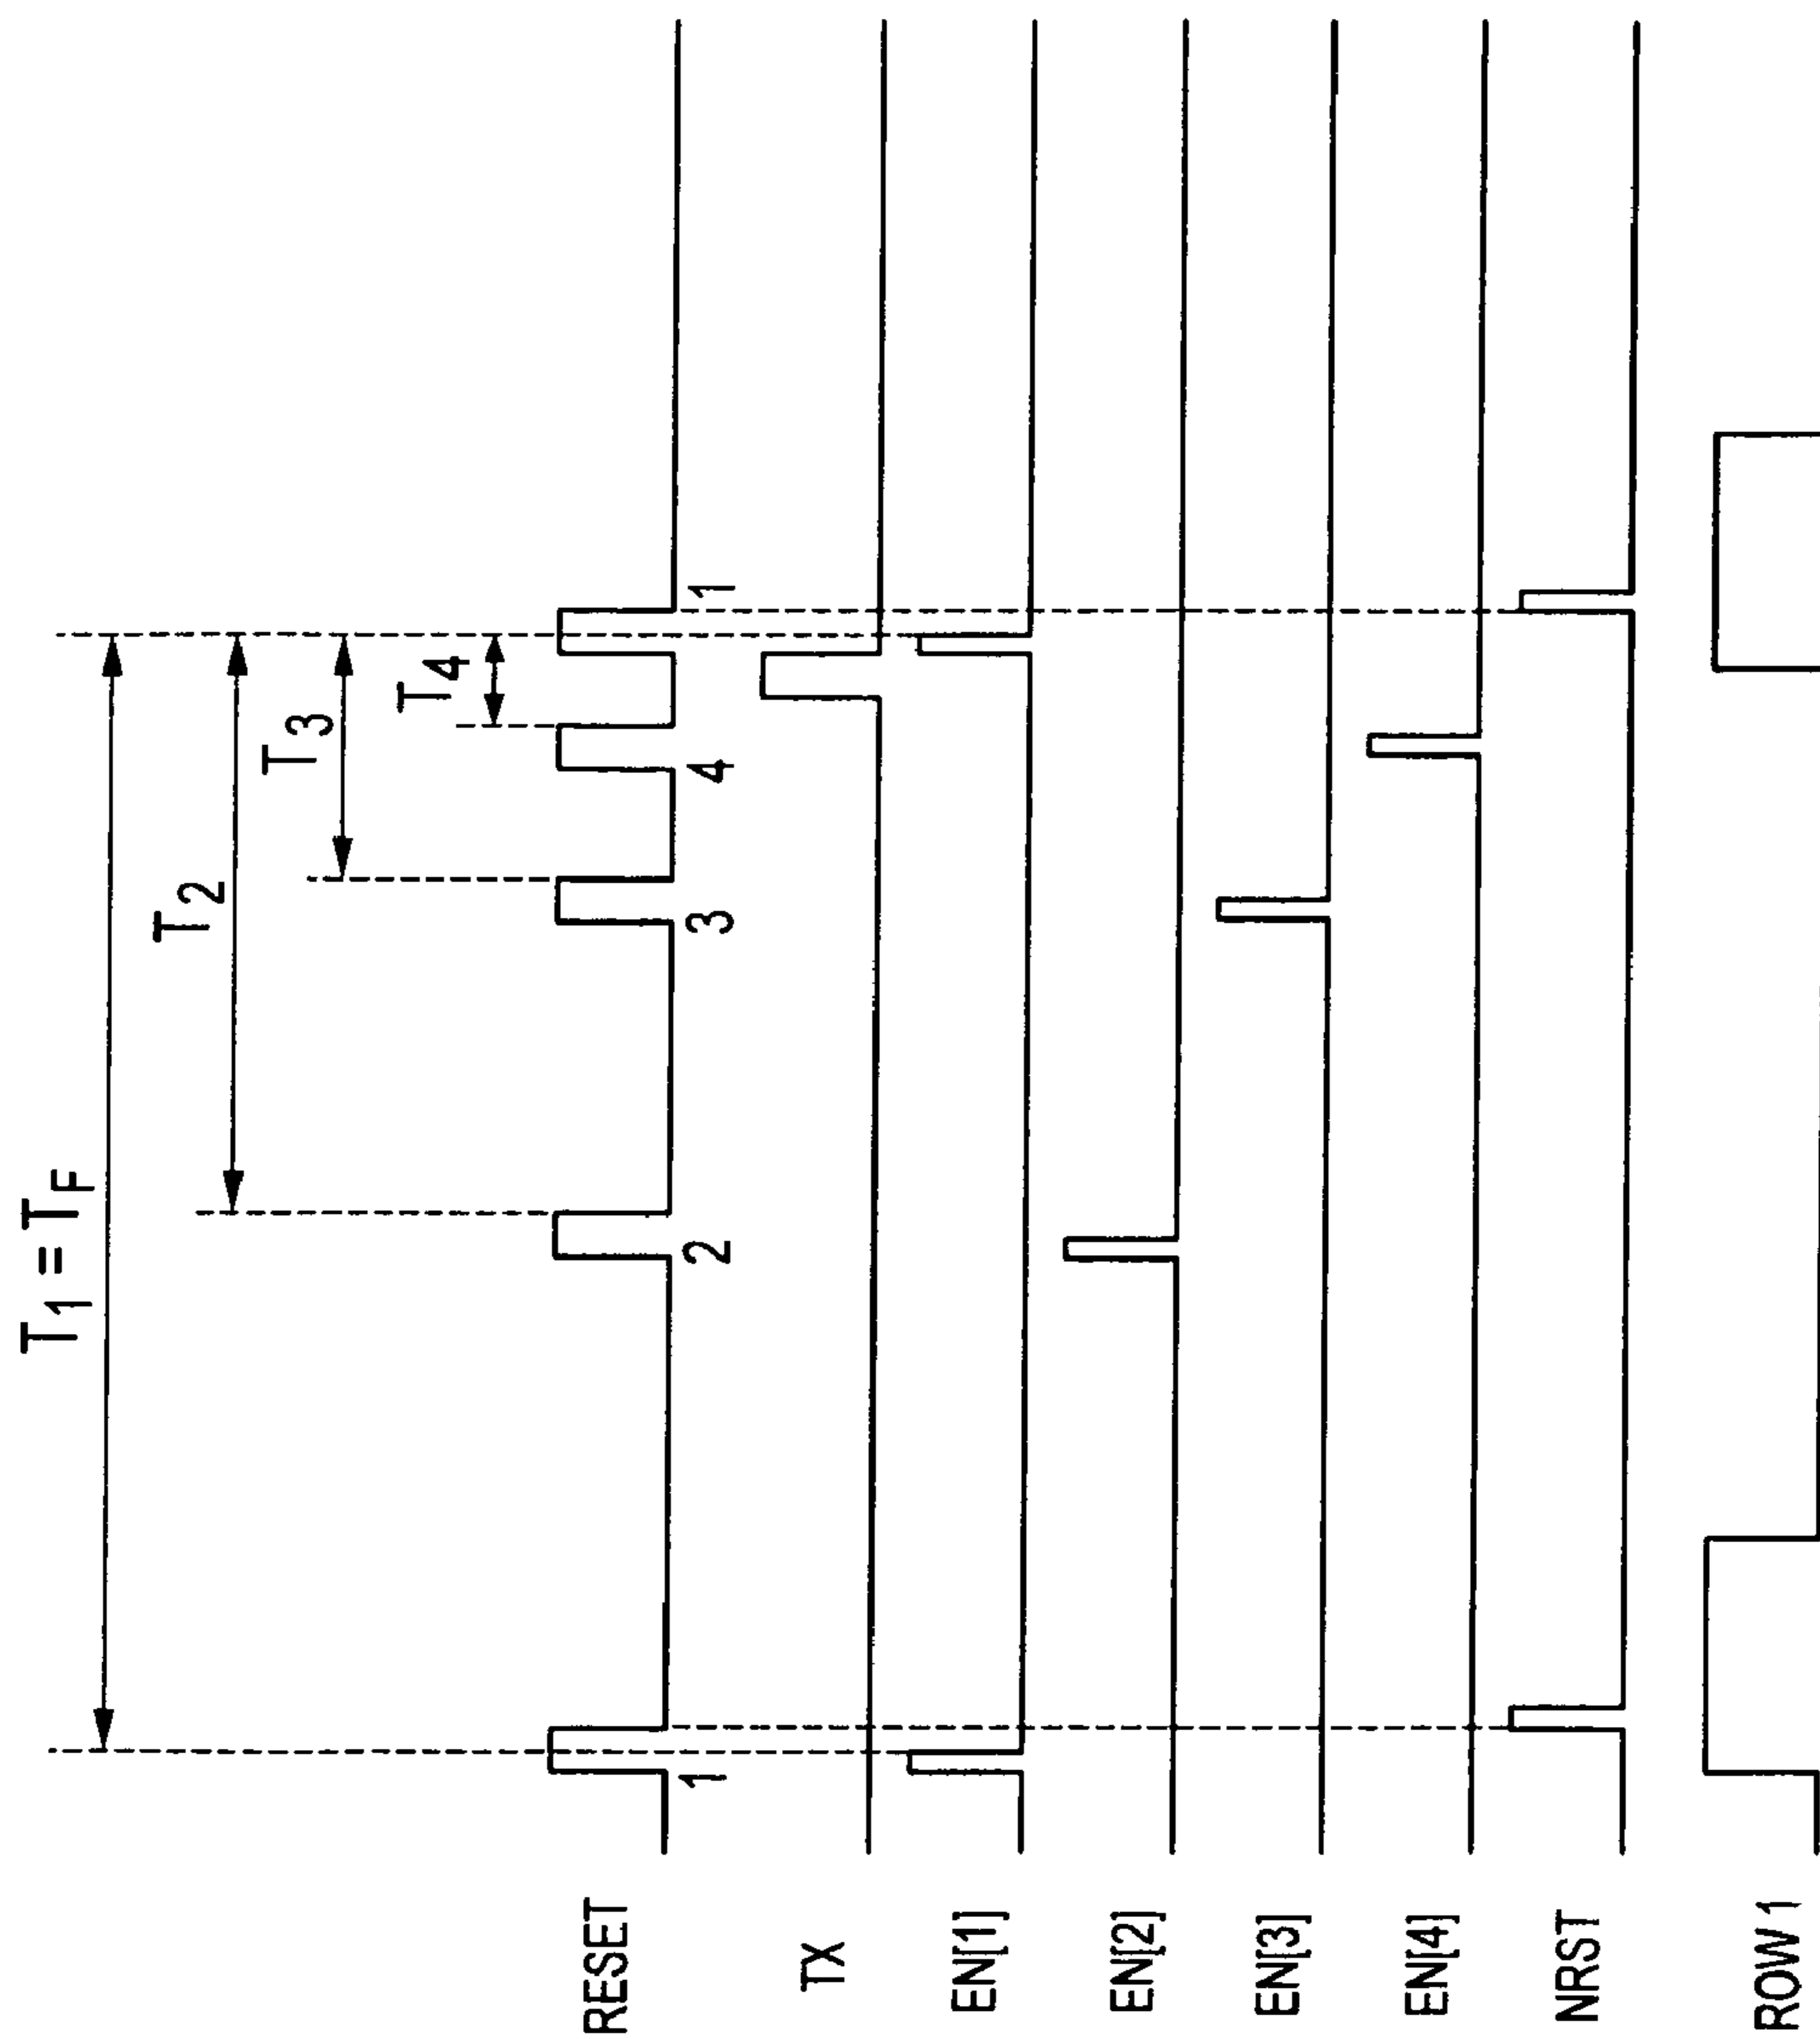 T1 = TF
T2
T3
T4
RESET
1
2
3
4
1
TX
EN[1]
EN[2]
EN[3]
EN[4]
NRST
ROW 1